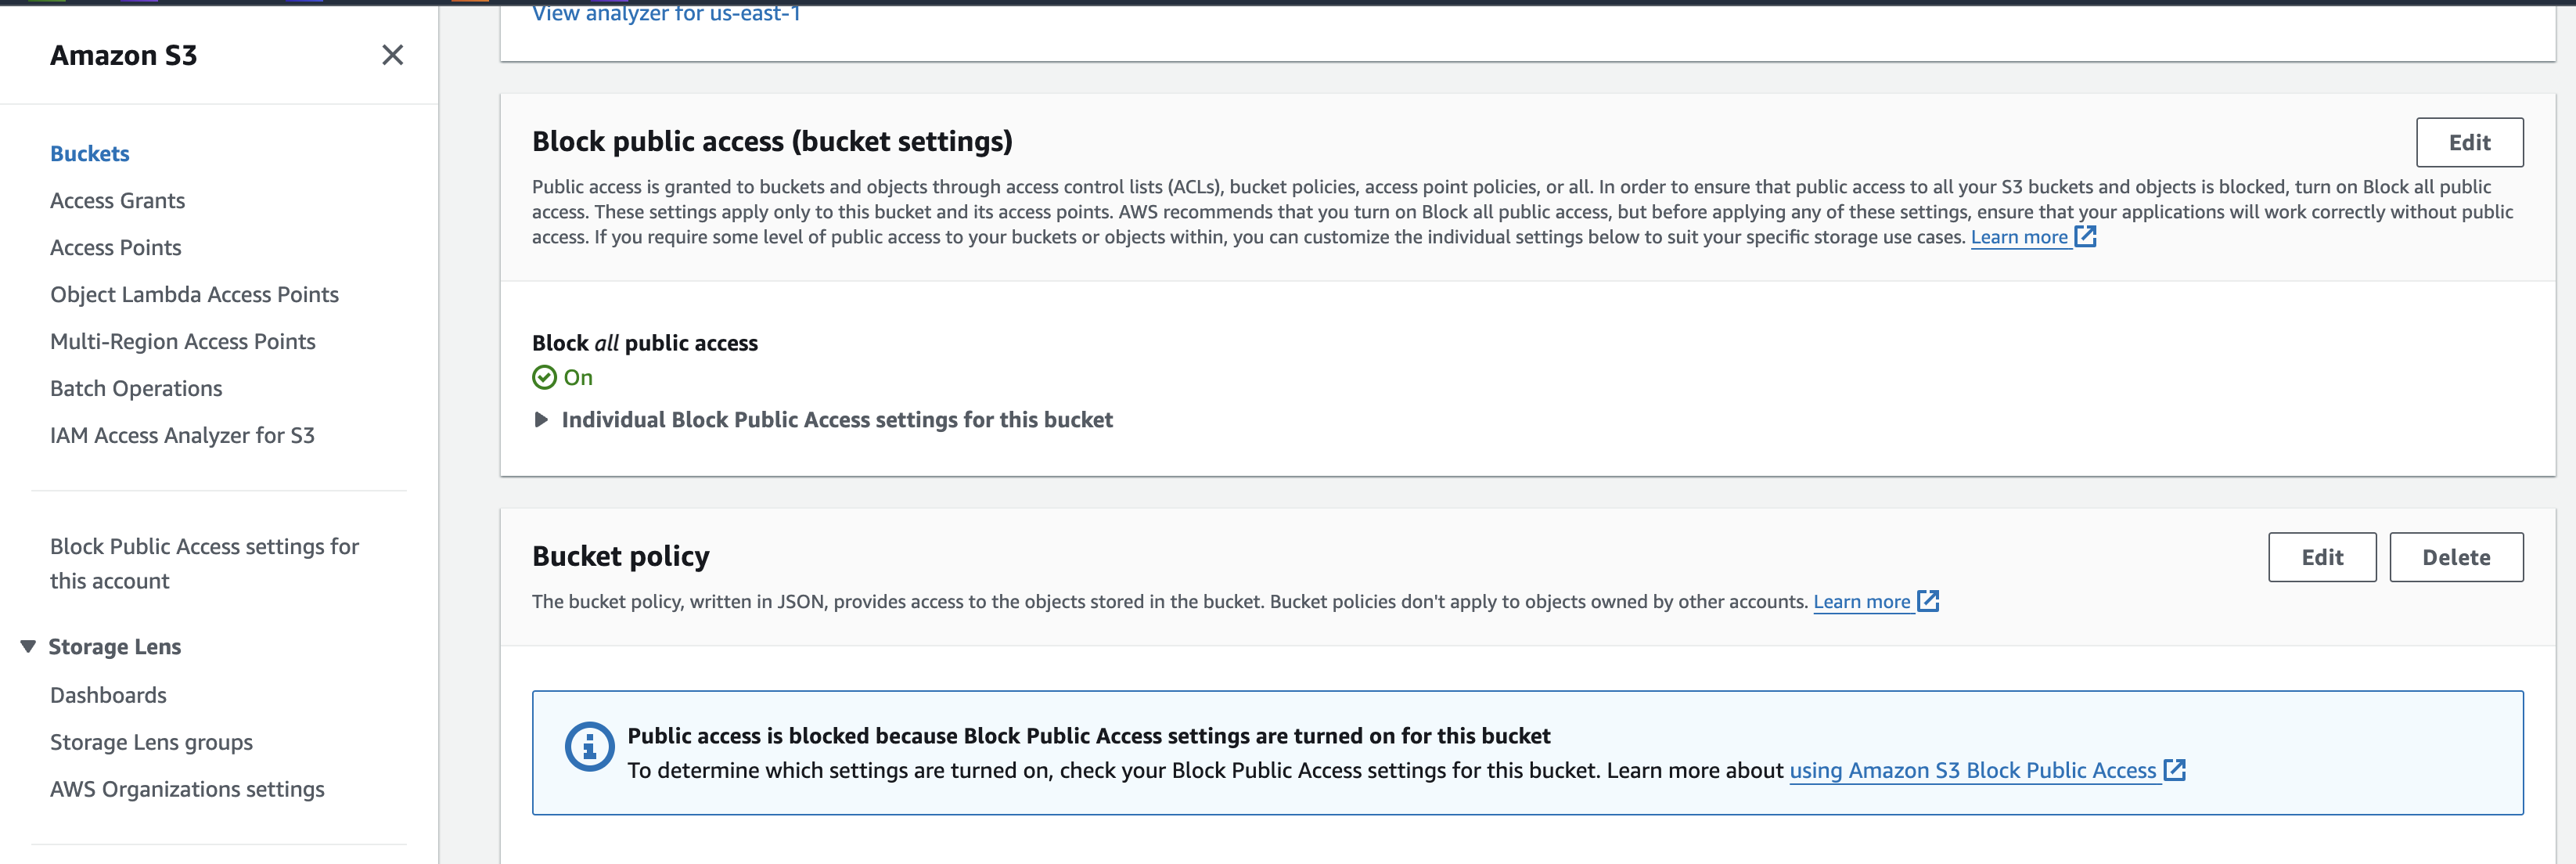 View analyzer for us-east-1
Amazon S3
Buckets
Access Grants
Access Points
Object Lambda Access Points
Multi-Region Access Points
Batch Operations
IAM Access Analyzer for S3
Block Public Access settings for
this account
Storage Lens
Dashboards
Storage Lens groups
AWS Organizations settings
Block public access (bucket settings)
Edit
Public access is granted to buckets and objects through access control lists (ACLs), bucket policies, access point policies, or all. In order to ensure that public access to all your S3 buckets and objects is blocked, turn on Block all public
access. These settings apply only to this bucket and its access points. AWS recommends that you turn on Block all public access, but before applying any of these settings, ensure that your applications will work correctly without public
access. If you require some level of public access to your buckets or objects within, you can customize the individual settings below to suit your specific storage use cases. Learn more
Block all public access
On
Individual Block Public Access settings for this bucket
Bucket policy
Edit
Delete
The bucket policy, written in JSON, provides access to the objects stored in the bucket. Bucket policies don't apply to objects owned by other accounts. Learn more
Public access is blocked because Block Public Access settings are turned on for this bucket
To determine which settings are turned on, check your Block Public Access settings for this bucket. Learn more about using Amazon S3 Block Public Access